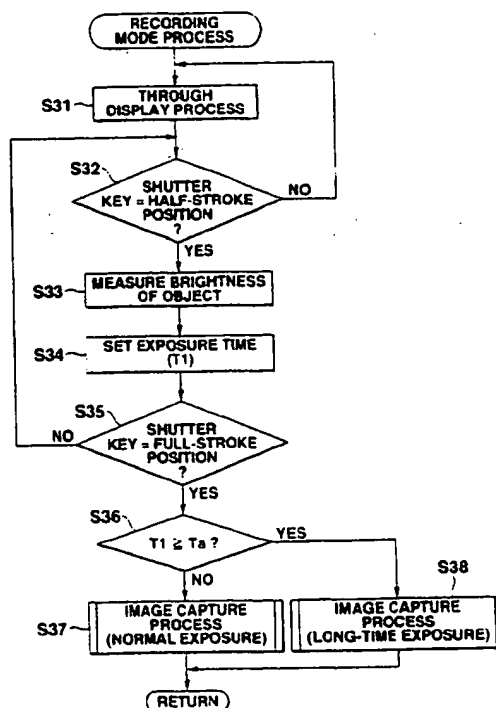 RECORDING
MODE PROCESS
S31
THROUGH
DISPLAY PROCESS
S32
SHUTTER
KEY = HALF-STROKE
POSITION
?
NO
YES
S33
MEASURE BRIGHTNESS
OF OBJECT
S34
SET EXPOSURE TIME
(T1)
S35
NO
SHUTTER
KEY = FULL-STROKE
POSITION
?
YES
S36
T1 ≧ Ta ?
YES
NO
S38
S37
IMAGE CAPTURE
PROCESS
(NORMAL EXPOSURE)
IMAGE CAPTURE
PROCESS
(LONG-TIME EXPOSURE)
RETURN